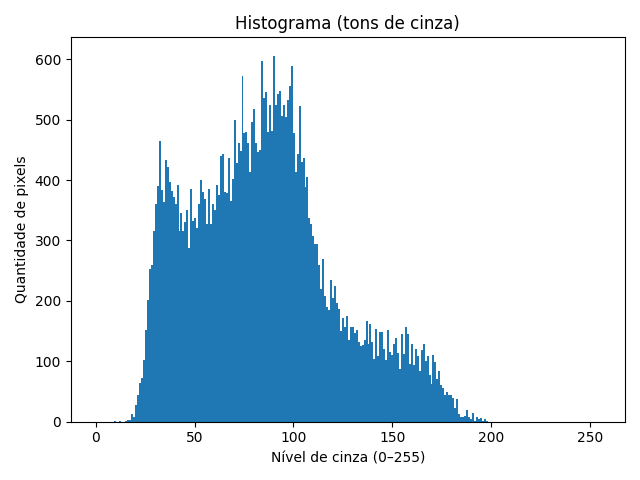 Histograma (tons de cinza)
Quantidade de pixels
600
500
400
300
200
100
0
0 50 100 150 200 250
Nível de cinza (0–255)